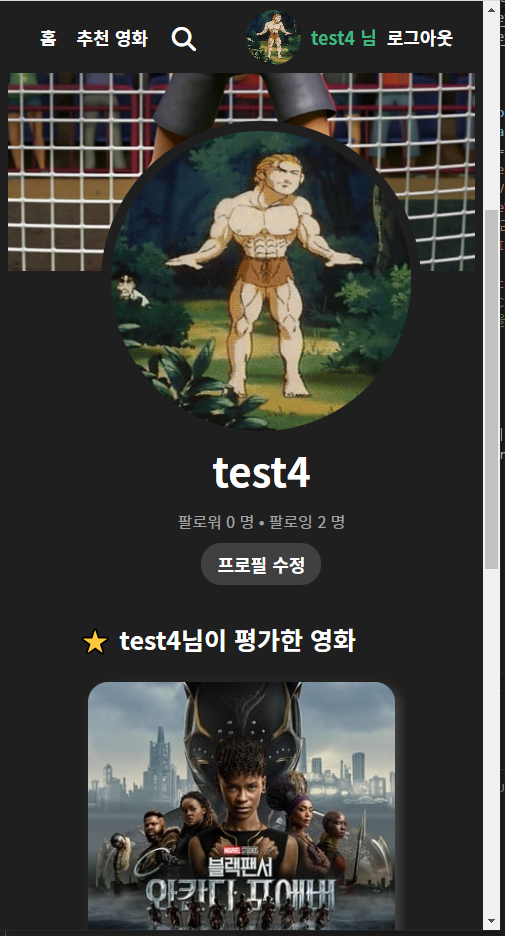 홈 추천 영화 test4 님 로그아웃
test4
팔로워 0 명 • 팔로잉 2 명
프로필 수정
test4님이 평가한 영화
MARVEL STUDIOS
블랙팬서
와칸다 포에버